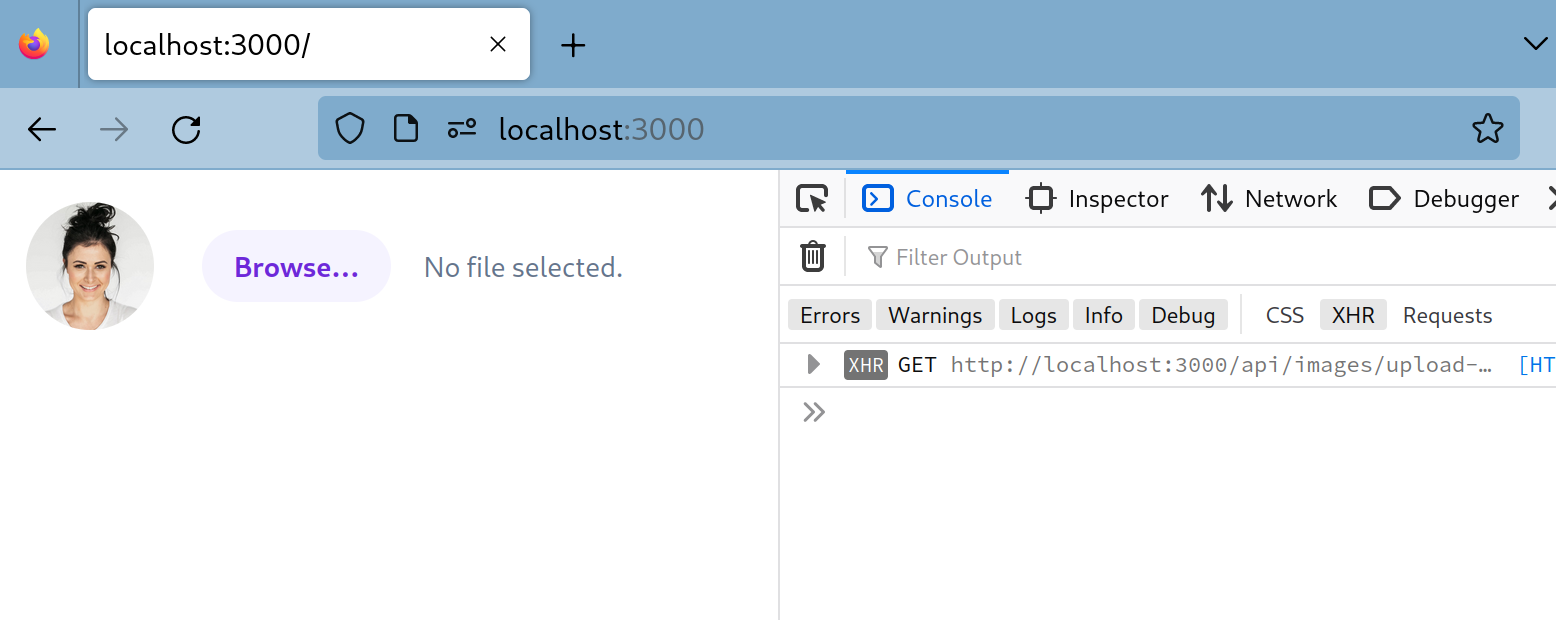 localhost:3000/
localhost:3000
Browse...
No file selected.
Console
Inspector
Network
Debugger
Filter Output
Errors
Warnings
Logs
Info
Debug
CSS
XHR
Requests
XHR GET http://localhost:3000/api/images/upload-… [HT